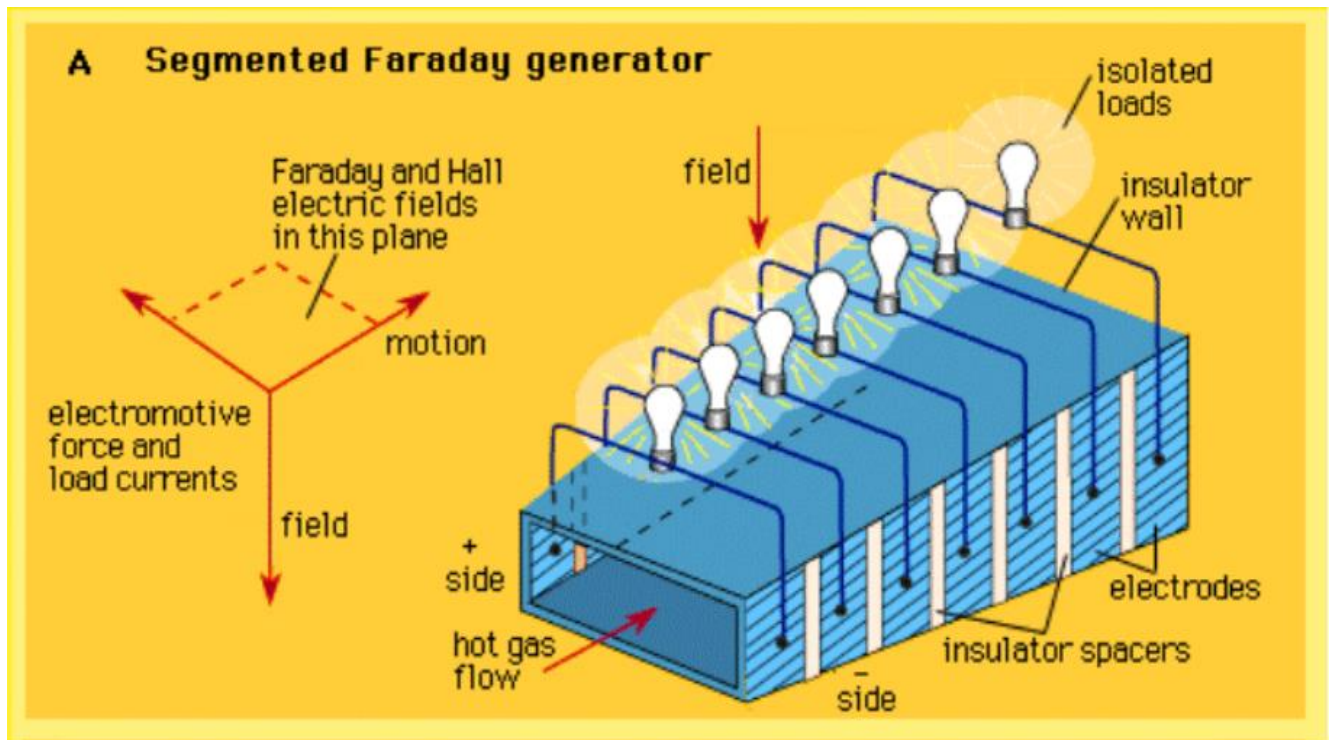 A Segmented Faraday generator
isolated
loads
Faraday and Hall
electric fields
in this plane
field
insulator
wall
motion
electromotive
force and
load currents
field
+
side
hot gas
flow
electrodes
insulator spacers
−
side